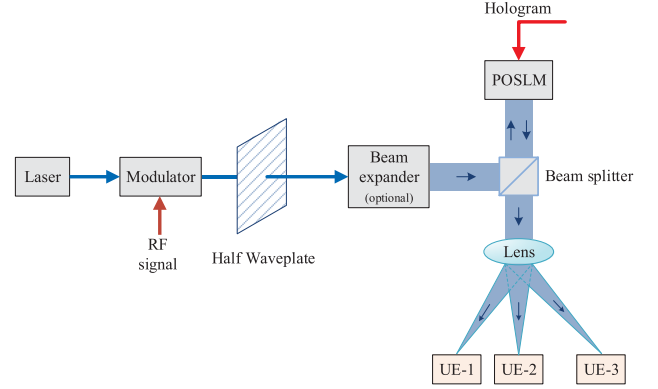 Hologram
POSLM
Laser
Modulator
Beam
expander
(optional)
Beam splitter
RF
signal
Half Waveplate
Lens
UE-1
UE-2
UE-3